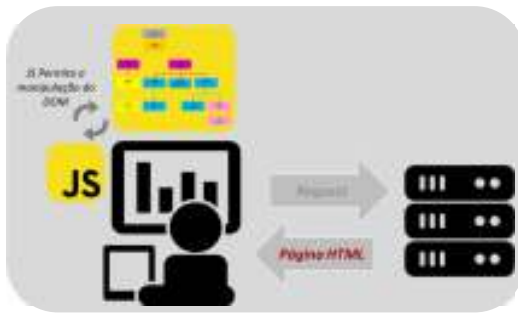 JS Permite a
manipulação do
DOM
JS
Request
Página HTML